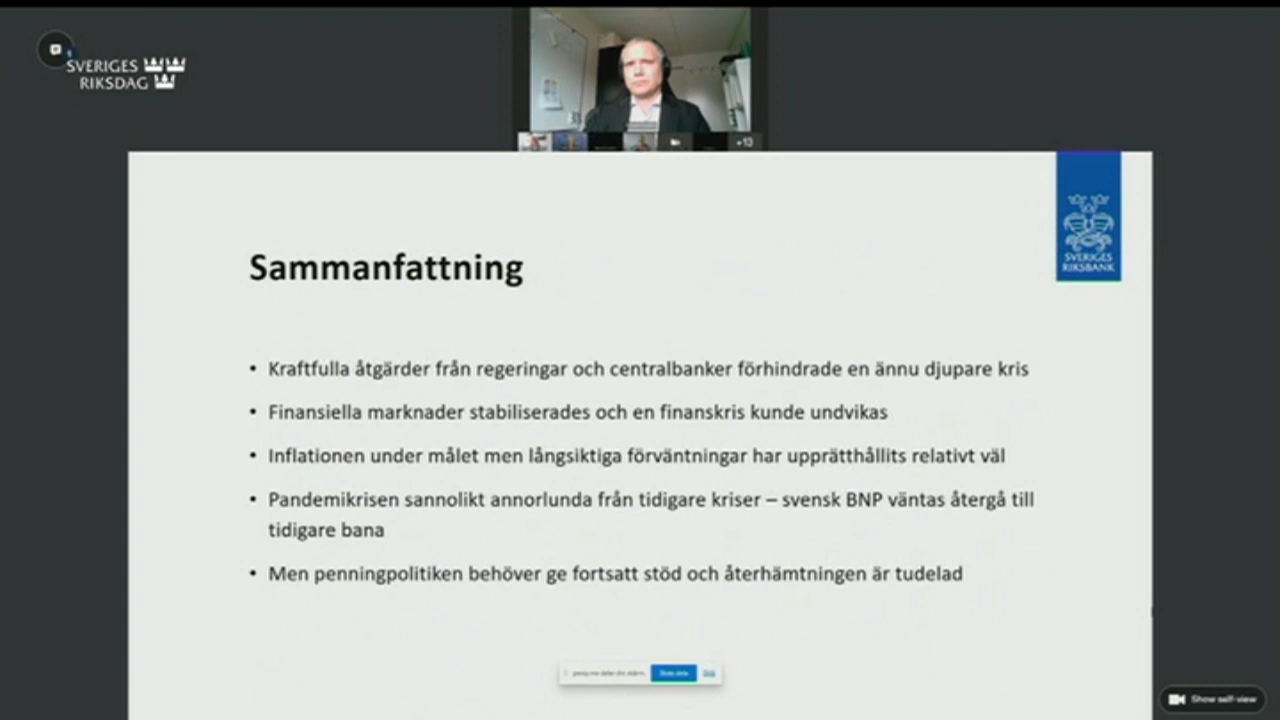 SVERIGES
RIKSDAG
+13
SVERIGES
RIKSBANK
Sammanfattning
• Kraftfulla åtgärder från regeringar och centralbanker förhindrade en ännu djupare kris
• Finansiella marknader stabiliserades och en finanskris kunde undvikas
• Inflationen under målet men långsiktiga förväntningar har upprätthållits relativt väl
• Pandemikrisen sannolikt annorlunda från tidigare kriser – svensk BNP väntas återgå till
tidigare bana
• Men penningpolitiken behöver ge fortsatt stöd och återhämtningen är tudelad
Show self-view